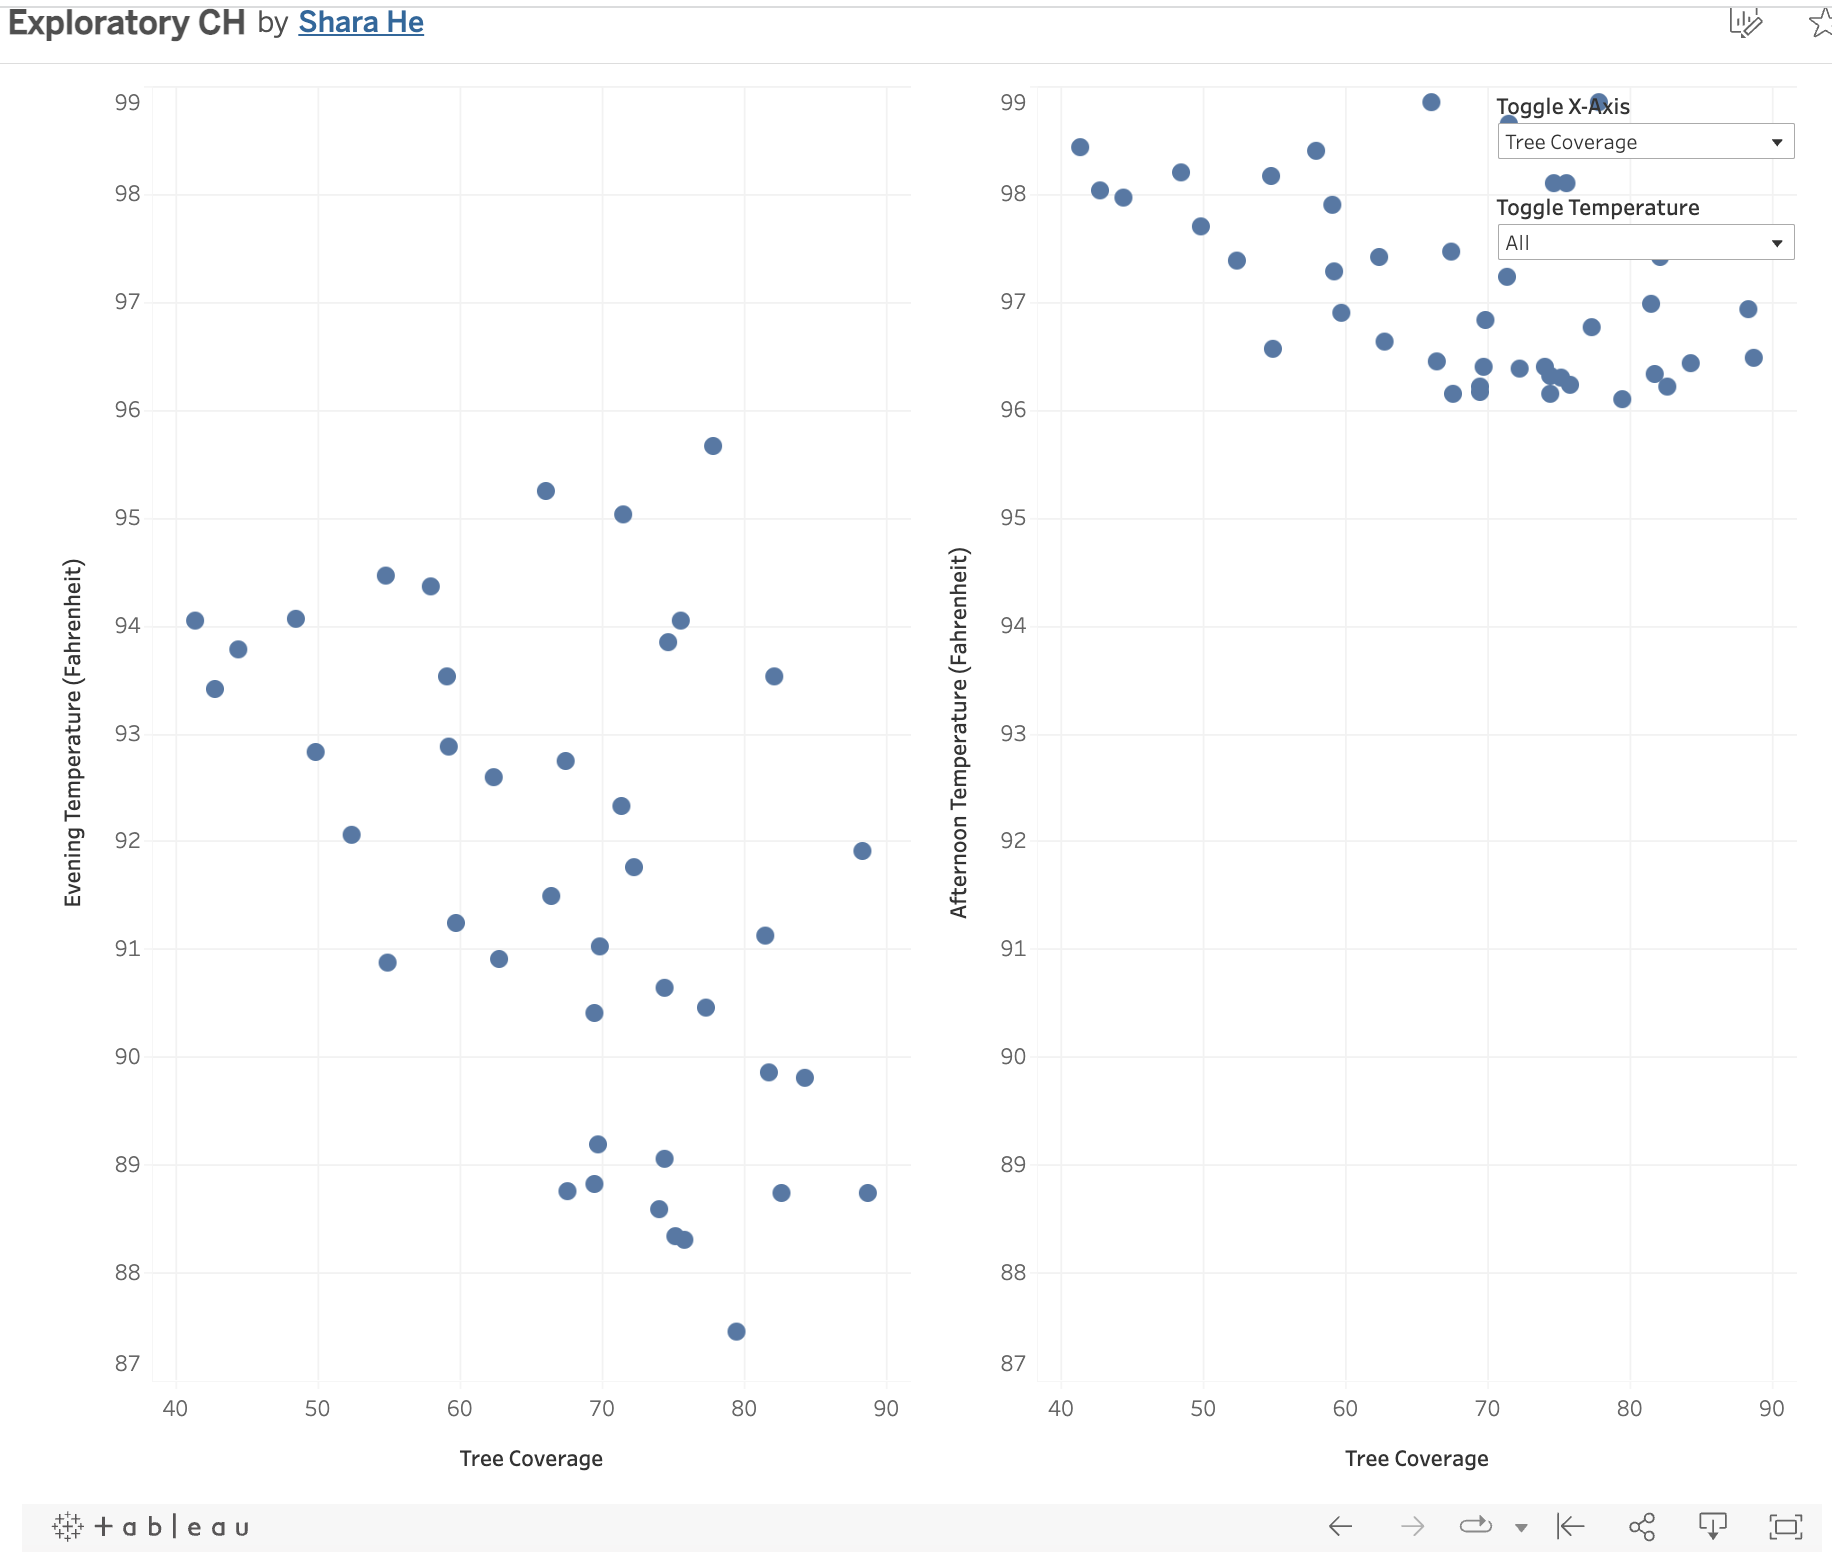 Exploratory CH by Shara He
99
98
97
96
95
94
93
92
91
90
89
88
87
Evening Temperature (Fahrenheit)
40 50 60 70 80 90
Tree Coverage
99
98
97
96
95
94
93
92
91
90
89
88
87
Afternoon Temperature (Fahrenheit)
40 50 60 70 80 90
Tree Coverage
Toggle X-Axis
Tree Coverage
Toggle Temperature
All
+ableau